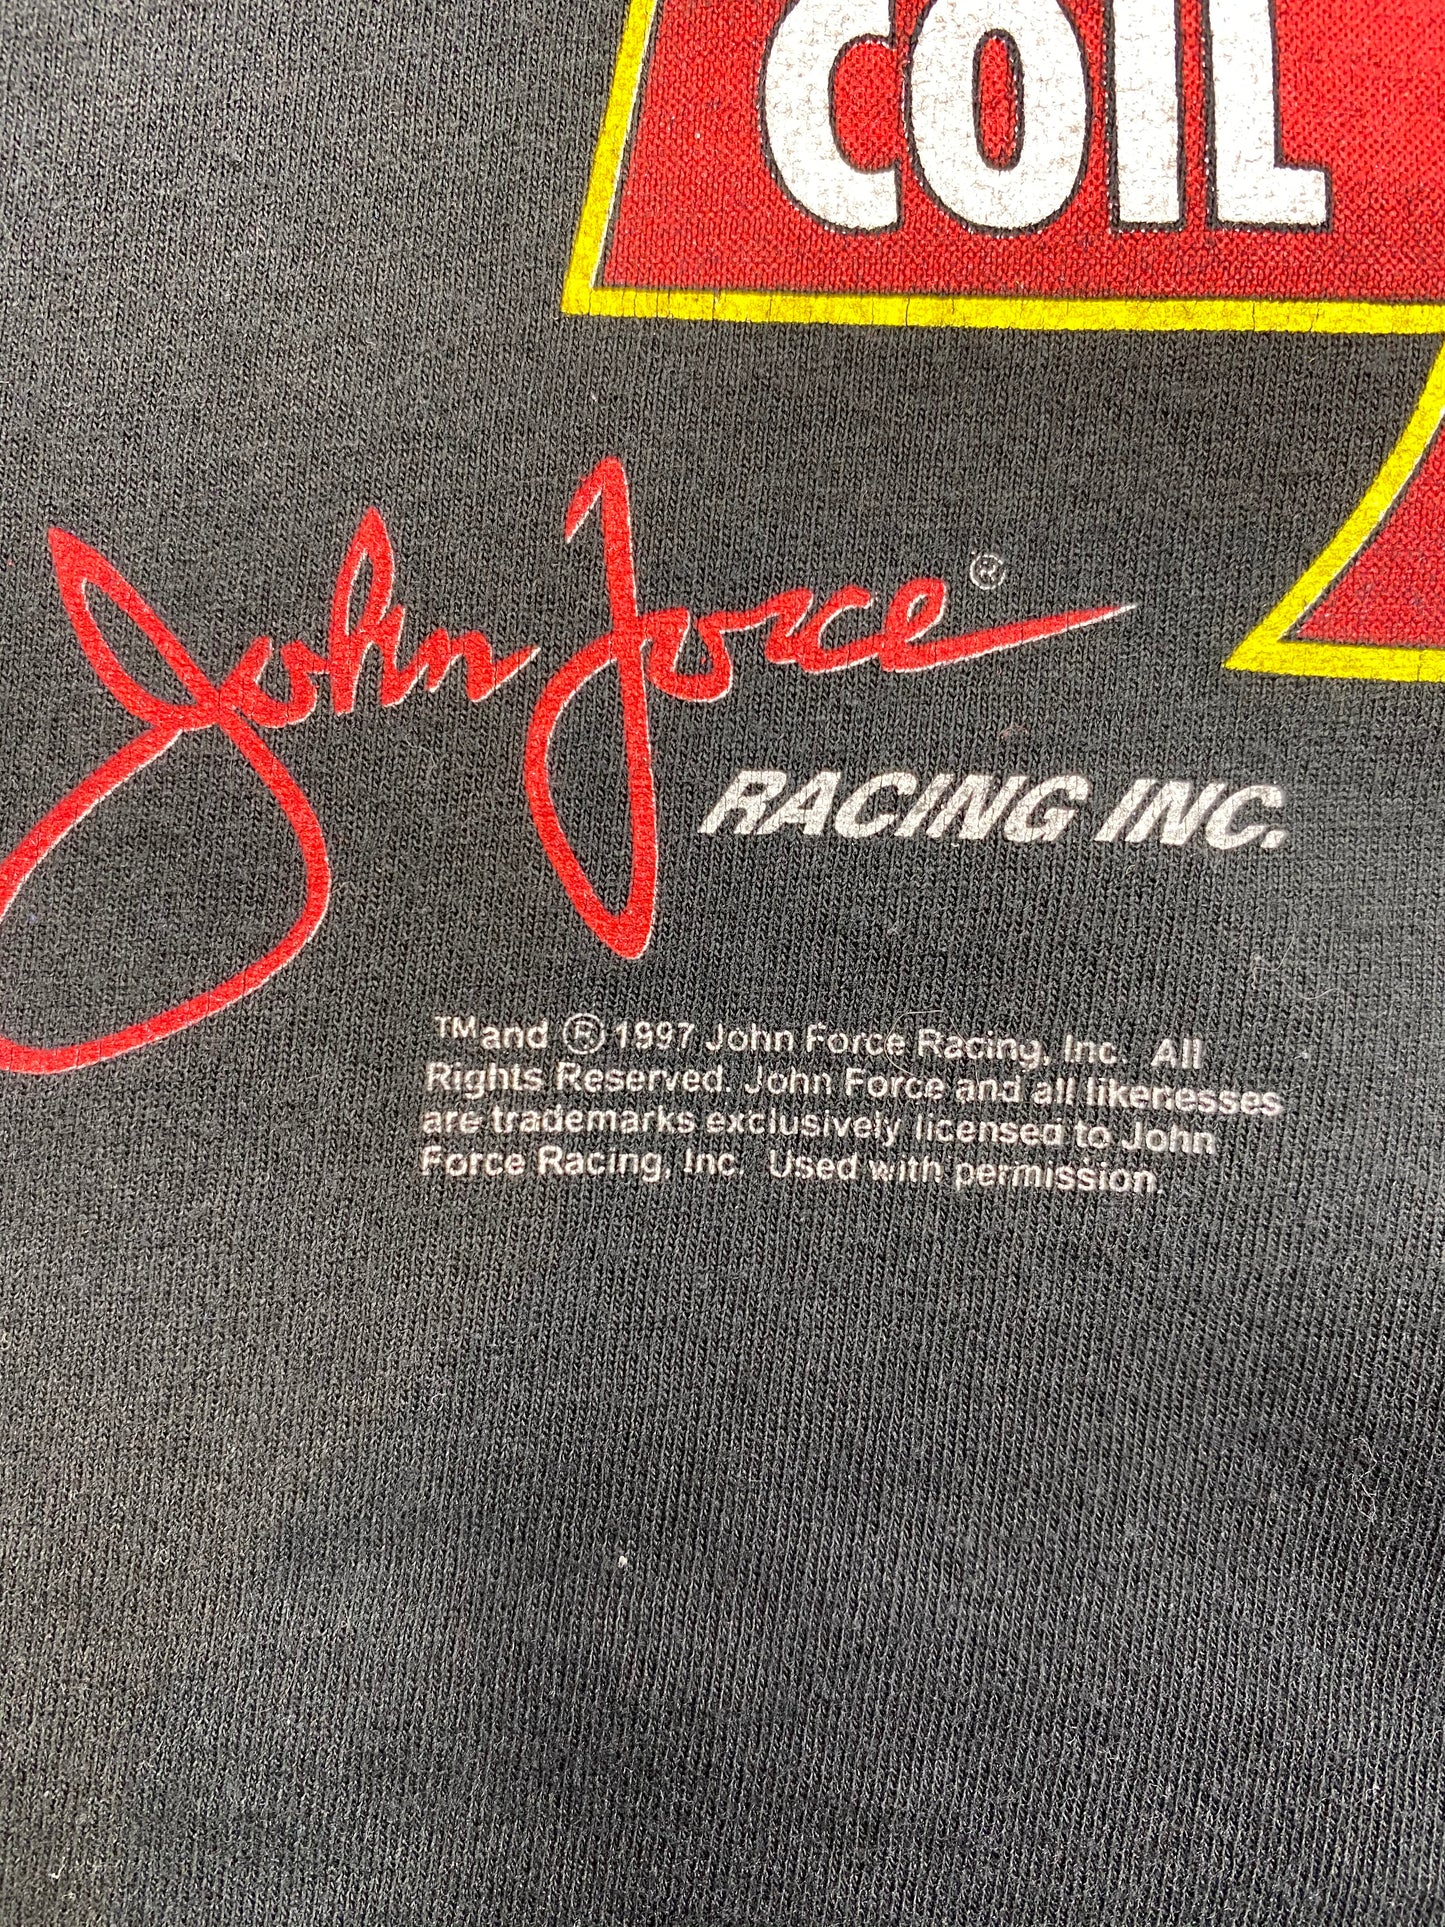 COIL
John Force ®
RACING INC.
™and ® 1997 John Force Racing, Inc. All
Rights Reserved. John Force and all likenesses
are trademarks exclusively licensed to John
Force Racing, Inc. Used with permission.